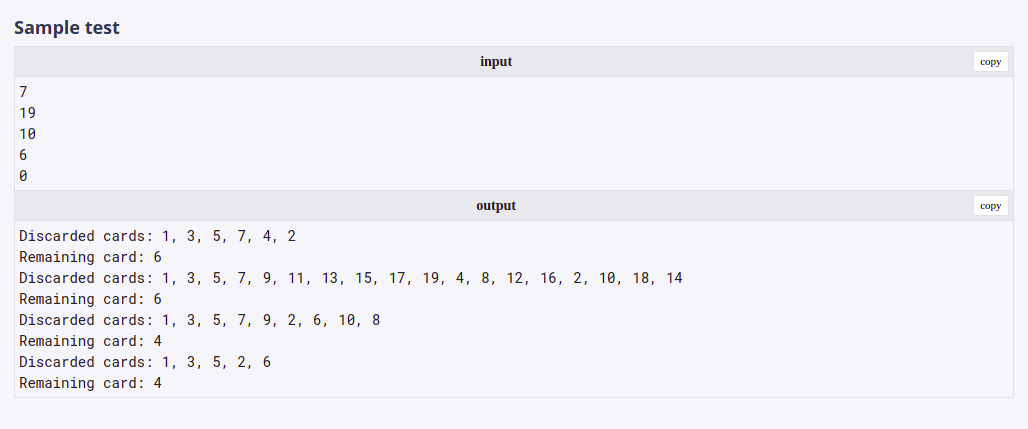 Sample test
input
copy
7
19
10
6
0
output
copy
Discarded cards: 1, 3, 5, 7, 4, 2
Remaining card: 6
Discarded cards: 1, 3, 5, 7, 9, 11, 13, 15, 17, 19, 4, 8, 12, 16, 2, 10, 18, 14
Remaining card: 6
Discarded cards: 1, 3, 5, 7, 9, 2, 6, 10, 8
Remaining card: 4
Discarded cards: 1, 3, 5, 2, 6
Remaining card: 4